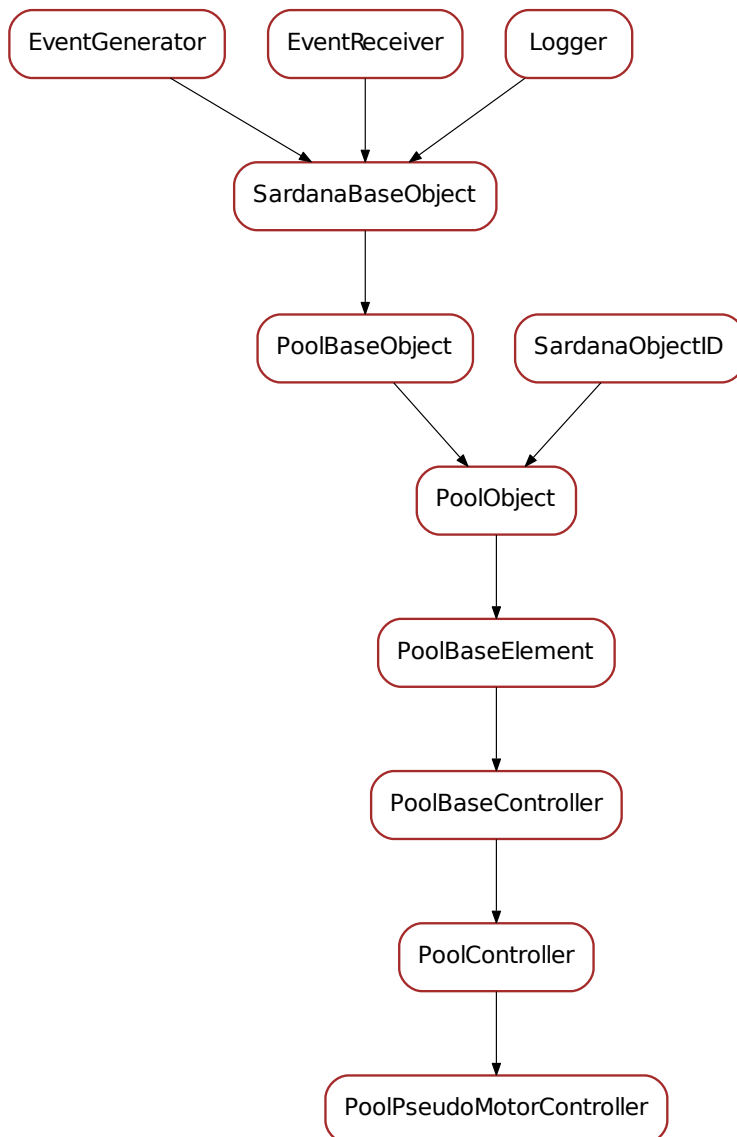 EventGenerator
EventReceiver
Logger
SardanaBaseObject
PoolBaseObject
SardanaObjectID
PoolObject
PoolBaseElement
PoolBaseController
PoolController
PoolPseudoMotorController